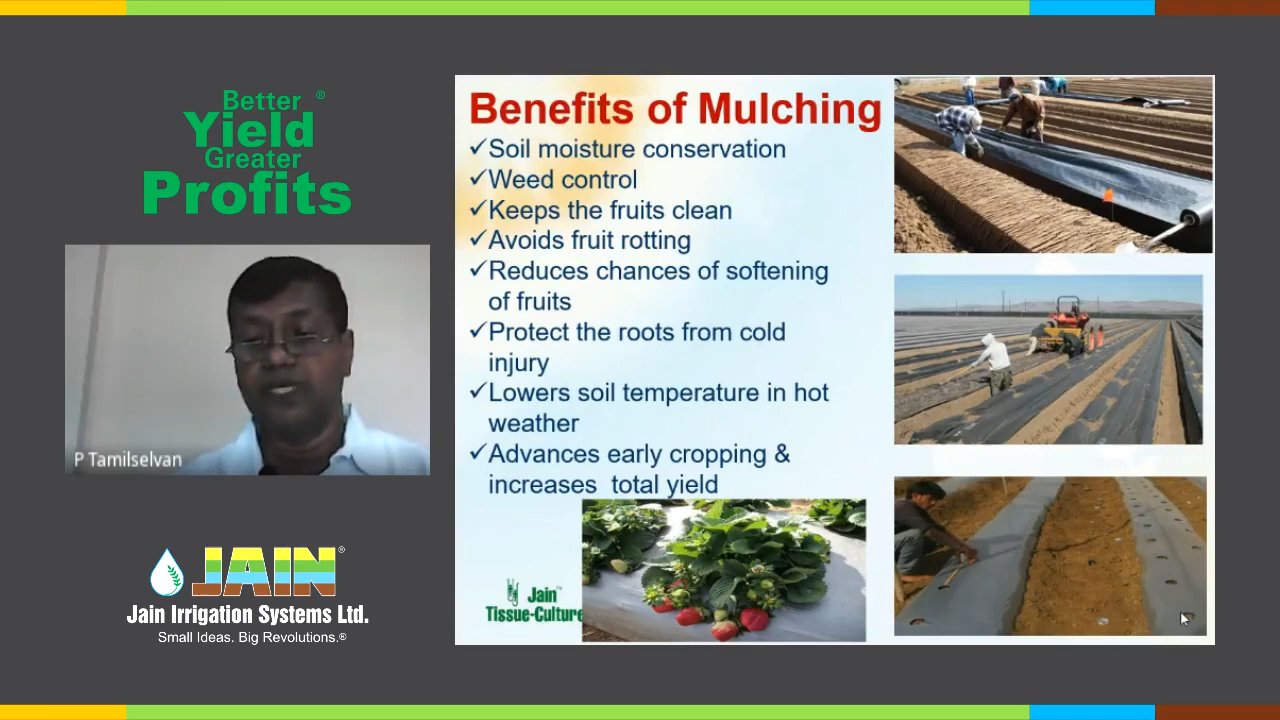 Better ®
Yield
Greater
Profits
P Tamilselvan
JAIN®
Jain Irrigation Systems Ltd.
Small Ideas. Big Revolutions.®
Benefits of Mulching
✓Soil moisture conservation
✓Weed control
✓Keeps the fruits clean
✓Avoids fruit rotting
✓Reduces chances of softening
of fruits
✓Protect the roots from cold
injury
✓Lowers soil temperature in hot
weather
✓Advances early cropping &
increases total yield
Jain™
Tissue-Culture